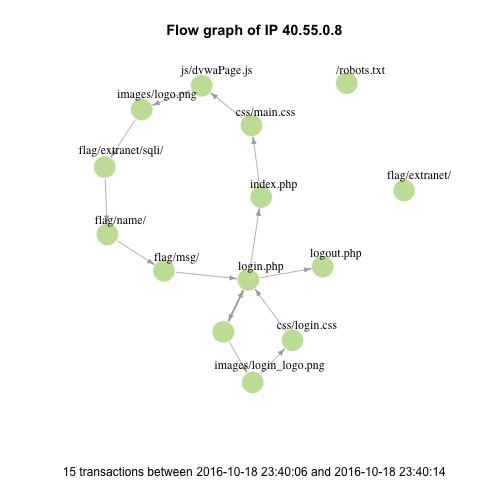 Flow graph of IP 40.55.0.8
js/dvwaPage.js
/robots.txt
images/logo.png
css/main.css
flag/extranet/sqli/
flag/extranet/
index.php
flag/name/
logout.php
flag/msg/
login.php
css/login.css
images/login_logo.png
15 transactions between 2016-10-18 23:40:06 and 2016-10-18 23:40:14